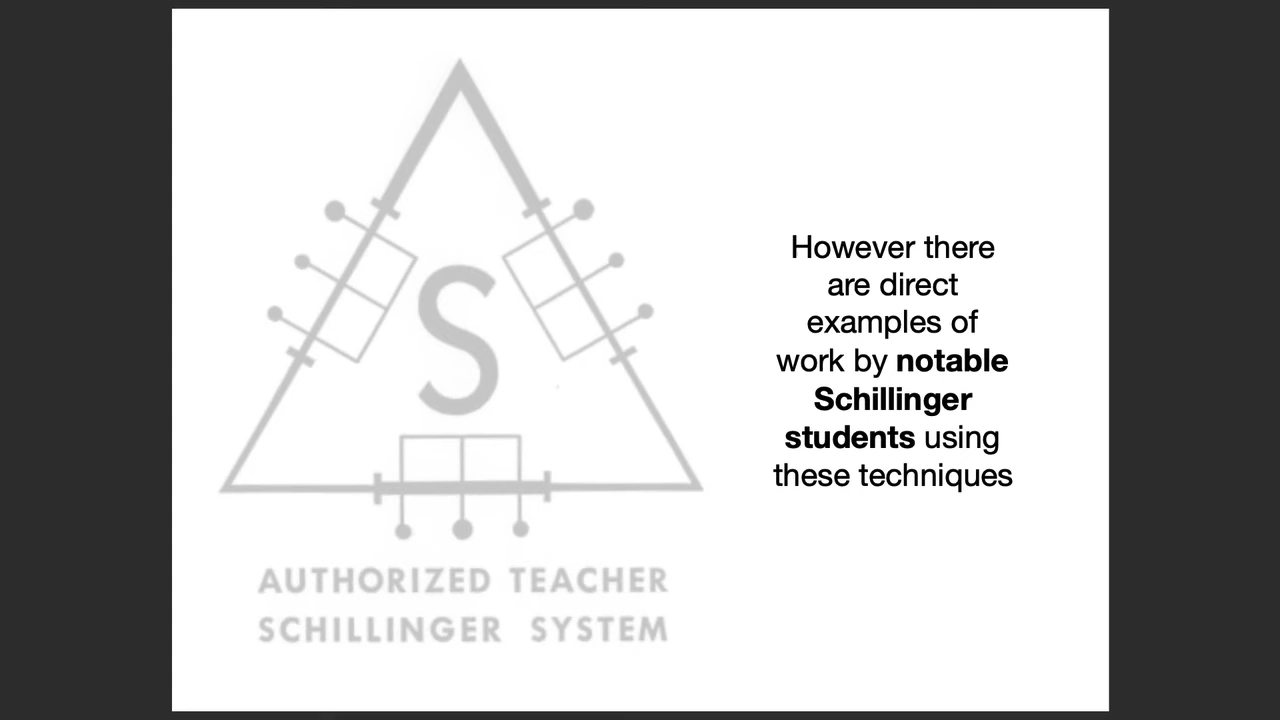 However there
are direct
examples of
work by notable
Schillinger
students using
these techniques
S
AUTHORIZED TEACHER
SCHILLINGER SYSTEM